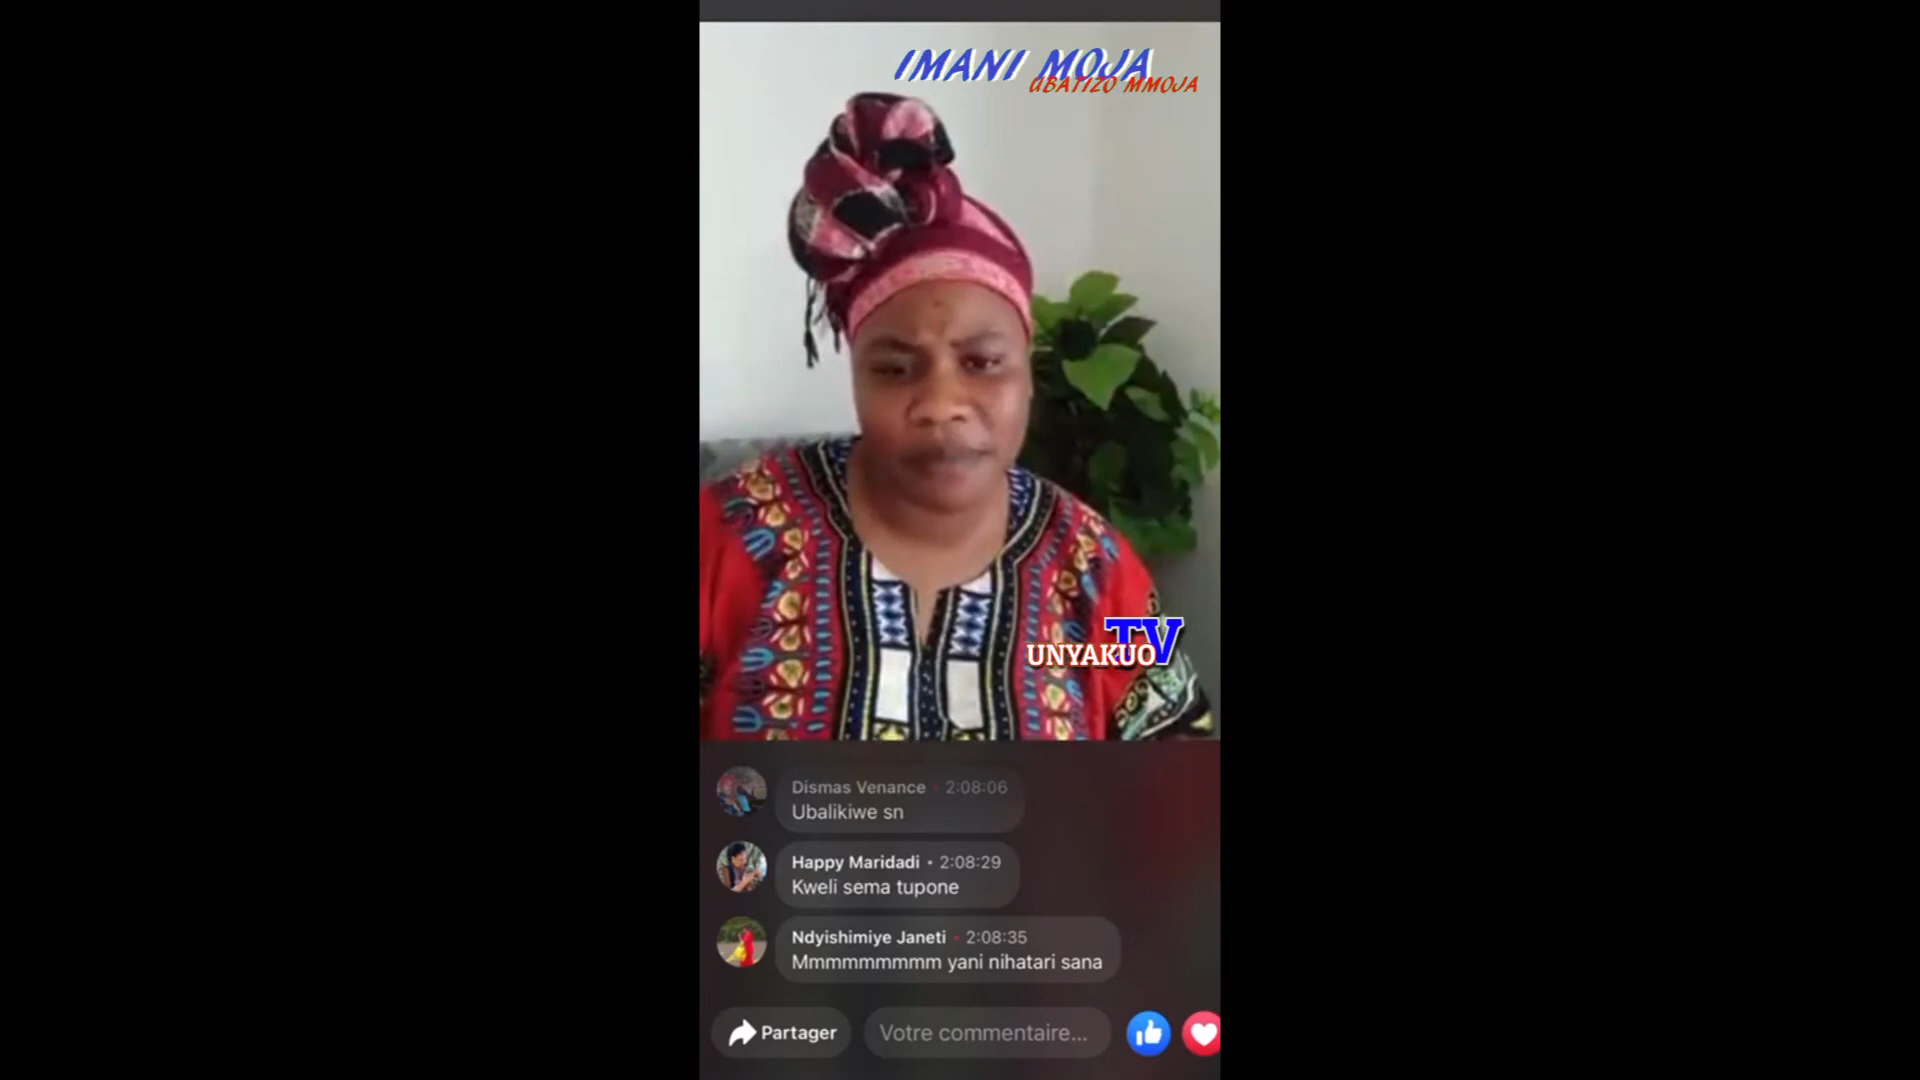 IMANI MOJA
UBATIZO MMOJA
TV
UNYAKUO
Dismas Venance • 2:08:06
Ubalikiwe sn
Happy Maridadi • 2:08:29
Kweli sema tupone
Ndyishimiye Janeti • 2:08:35
Mmmmmmmmm yani nihatari sana
Partager
Votre commentaire...